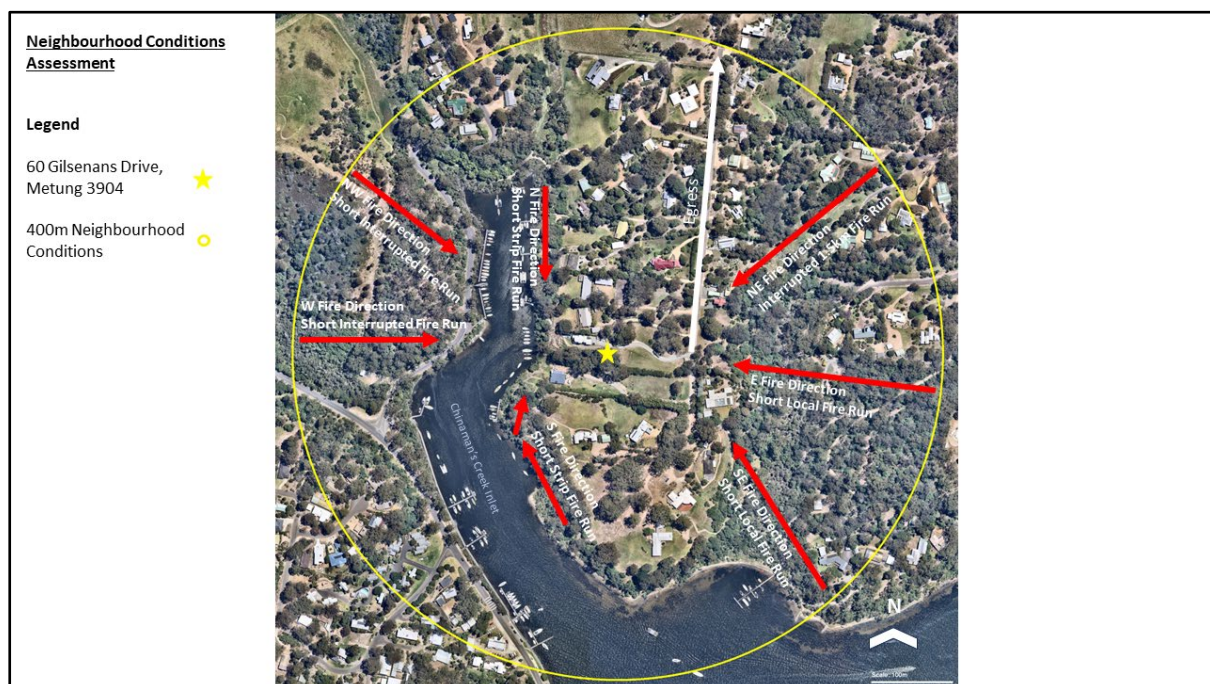 Neighbourhood Conditions
Assessment
Legend
60 Gilsenans Drive,
Metung 3904
400m Neighbourhood
Conditions
NW Fire Direction
Short Interrupted Fire Run
N Fire Direction
Short Strip Fire Run
Egress
NE Fire Direction
Interrupted 1.5km Fire Run
W Fire Direction
Short Interrupted Fire Run
E Fire Direction
Short Local Fire Run
Chinaman's Creek Inlet
S Fire Direction
Short Strip Fire Run
SE Fire Direction
Short Local Fire Run
N
Scale: 100m